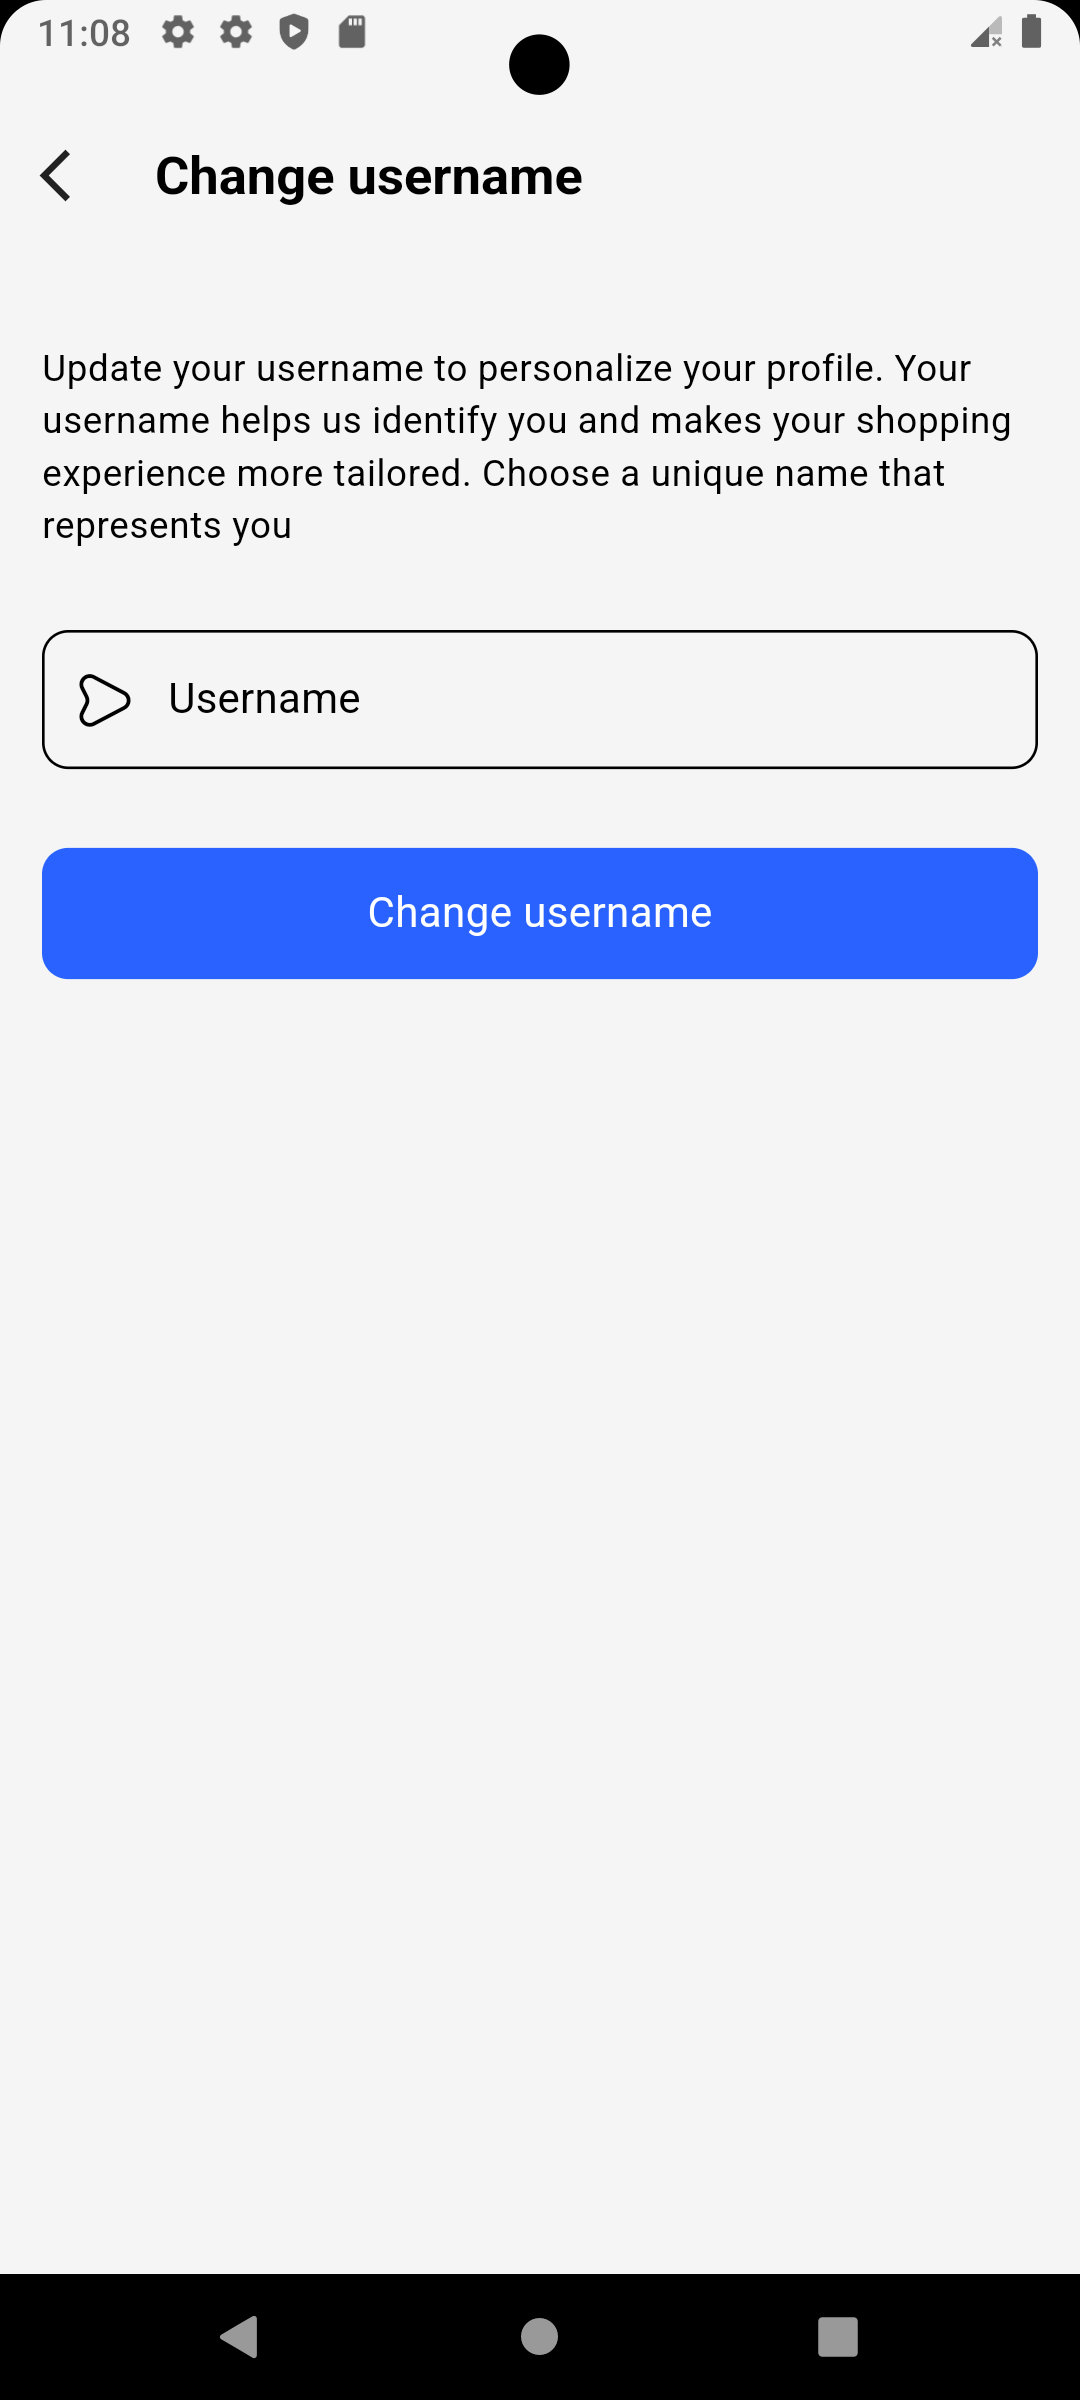 11:08
Change username
Update your username to personalize your profile. Your
username helps us identify you and makes your shopping
experience more tailored. Choose a unique name that
represents you
Username
Change username